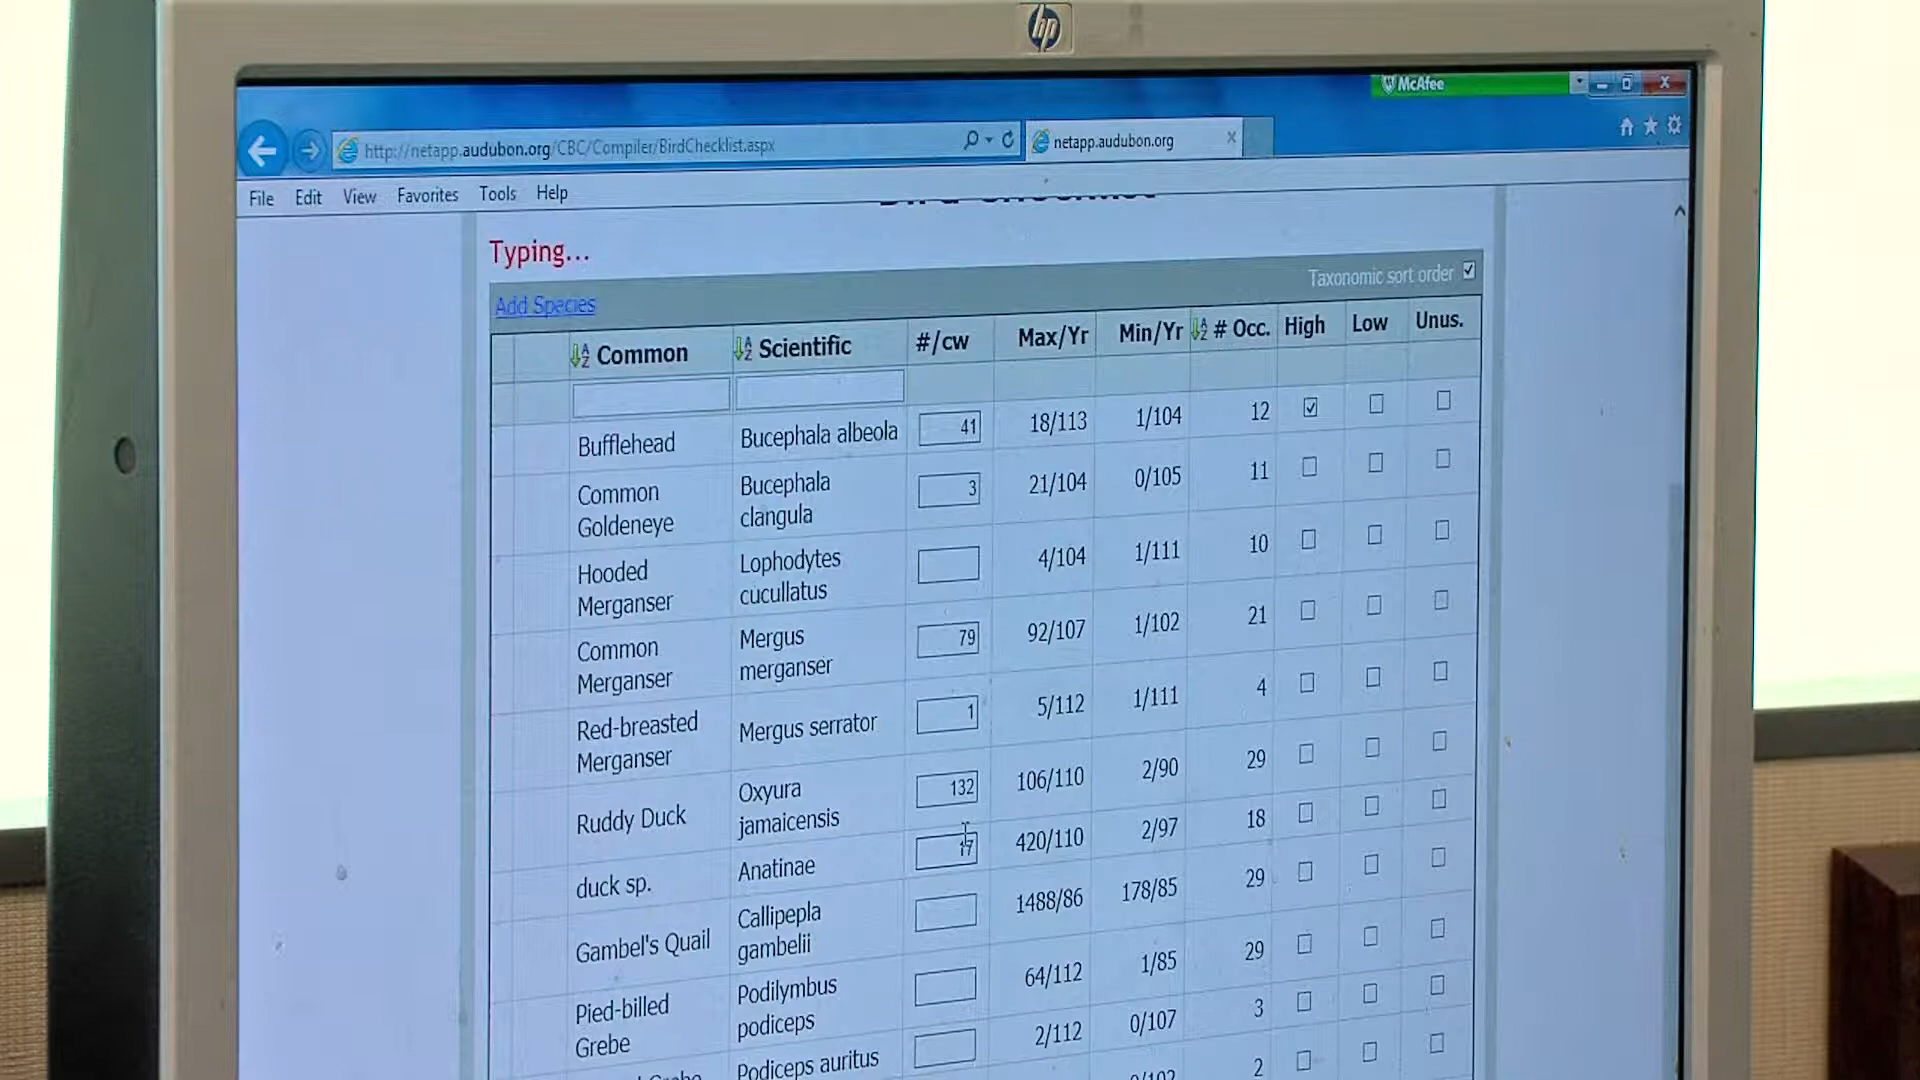 hp
McAfee
http://netapp.audubon.org/CBC/Compiler/BirdChecklist.aspx
netapp.audubon.org
File Edit View Favorites Tools Help
Typing...
Taxonomic sort order
Add Species
Common Scientific #/cw Max/Yr Min/Yr # Occ. High Low Unus.
Bufflehead Bucephala albeola 41 18/113 1/104 12
Common Goldeneye Bucephala clangula 3 21/104 0/105 11
Hooded Merganser Lophodytes cucullatus 4/104 1/111 10
Common Merganser Mergus merganser 79 92/107 1/102 21
Red-breasted Merganser Mergus serrator 1 5/112 1/111 4
Ruddy Duck Oxyura jamaicensis 132 106/110 2/90 29
duck sp. Anatinae 17 420/110 2/97 18
Gambel's Quail Callipepla gambelii 1488/86 178/85 29
Pied-billed Grebe Podilymbus podiceps 64/112 1/85 29
Podiceps auritus 2/112 0/107 3
2